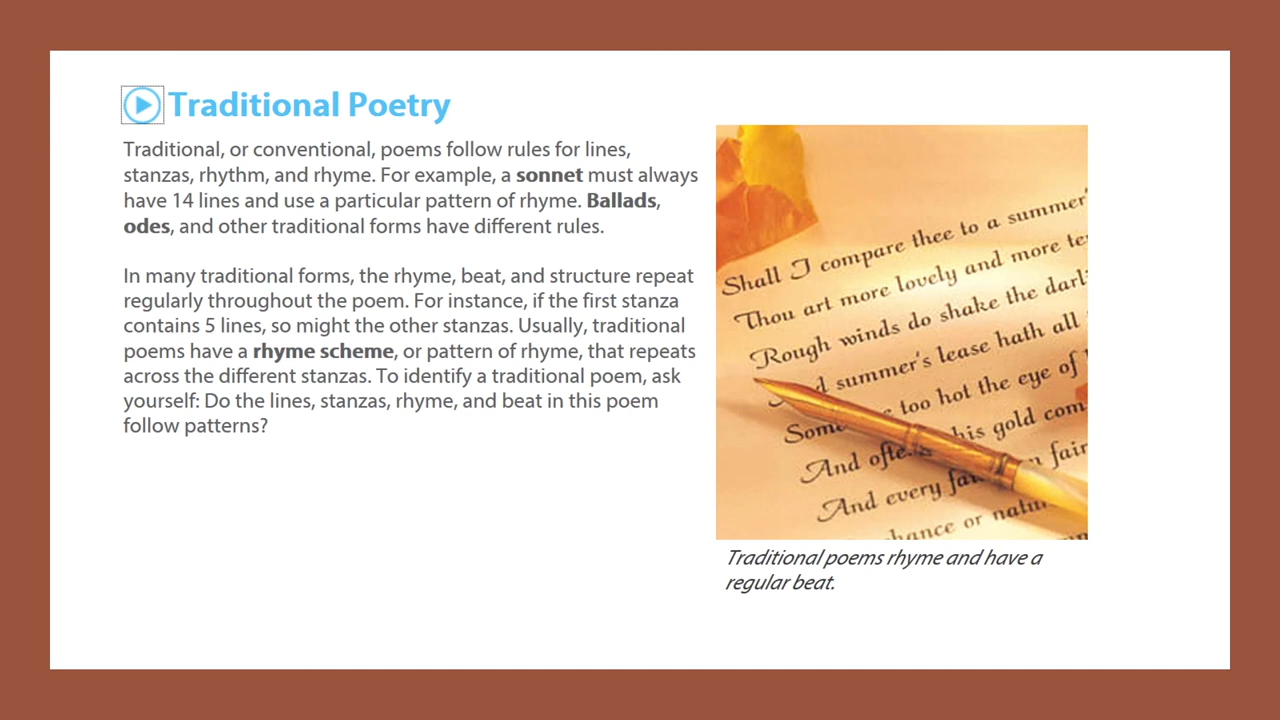 Traditional Poetry
Traditional, or conventional, poems follow rules for lines,
stanzas, rhythm, and rhyme. For example, a sonnet must always
have 14 lines and use a particular pattern of rhyme. Ballads,
odes, and other traditional forms have different rules.
In many traditional forms, the rhyme, beat, and structure repeat
regularly throughout the poem. For instance, if the first stanza
contains 5 lines, so might the other stanzas. Usually, traditional
poems have a rhyme scheme, or pattern of rhyme, that repeats
across the different stanzas. To identify a traditional poem, ask
yourself: Do the lines, stanzas, rhyme, and beat in this poem
follow patterns?
Shall I compare thee to a summer'
Thou art more lovely and more te
Rough winds do shake the darl
d summer's lease hath all
too hot the eye of
And his gold com
And every fair
or
Traditional poems rhyme and have a
regular beat.